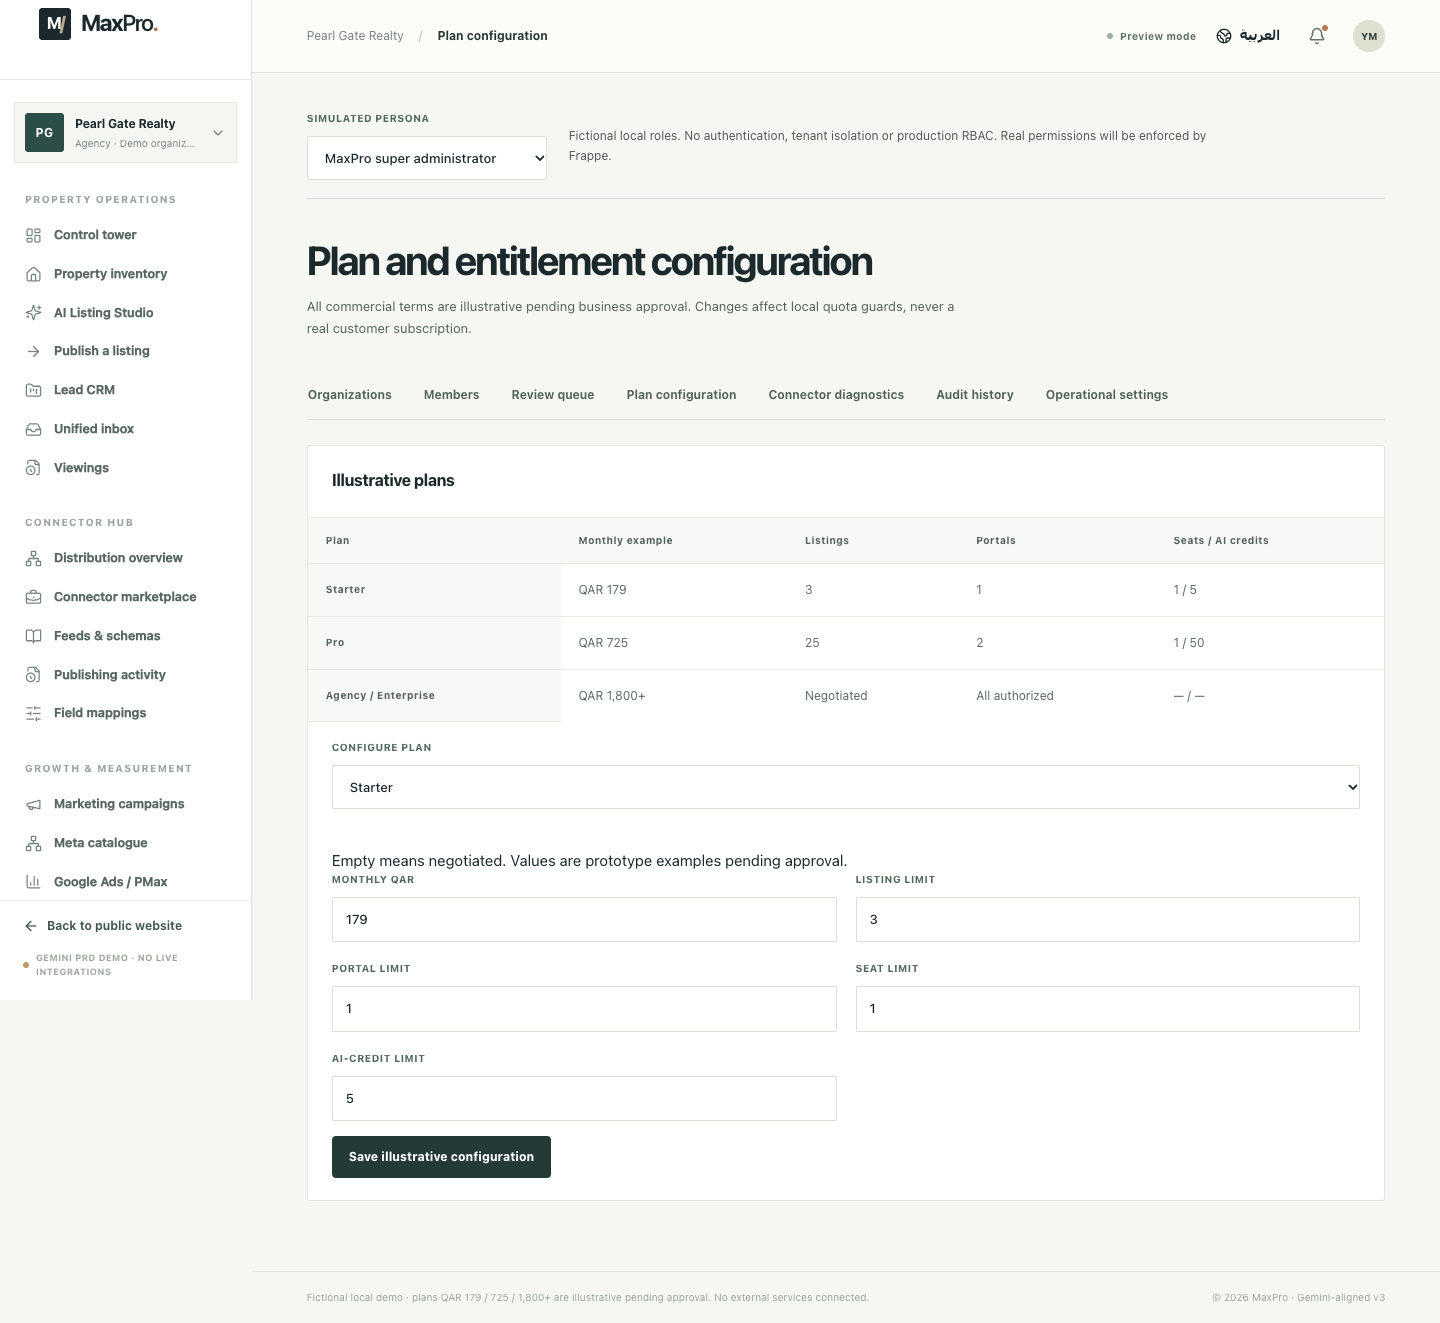 M/ MaxPro.
PG
Pearl Gate Realty
Agency · Demo organiz...
PROPERTY OPERATIONS
Control tower
Property inventory
AI Listing Studio
Publish a listing
Lead CRM
Unified inbox
Viewings
CONNECTOR HUB
Distribution overview
Connector marketplace
Feeds & schemas
Publishing activity
Field mappings
GROWTH & MEASUREMENT
Marketing campaigns
Meta catalogue
Google Ads / PMax
Back to public website
GEMINI PRD DEMO · NO LIVE
INTEGRATIONS
Pearl Gate Realty / Plan configuration
Preview mode
العربية
YM
SIMULATED PERSONA
MaxPro super administrator
Fictional local roles. No authentication, tenant isolation or production RBAC. Real permissions will be enforced by
Frappe.
Plan and entitlement configuration
All commercial terms are illustrative pending business approval. Changes affect local quota guards, never a
real customer subscription.
Organizations Members Review queue Plan configuration Connector diagnostics Audit history Operational settings
Illustrative plans
Plan Monthly example Listings Portals Seats / AI credits
Starter QAR 179 3 1 1 / 5
Pro QAR 725 25 2 1 / 50
Agency / Enterprise QAR 1,800+ Negotiated All authorized — / —
CONFIGURE PLAN
Starter
Empty means negotiated. Values are prototype examples pending approval.
MONTHLY QAR LISTING LIMIT
179 3
PORTAL LIMIT SEAT LIMIT
1 1
AI-CREDIT LIMIT
5
Save illustrative configuration
Fictional local demo · plans QAR 179 / 725 / 1,800+ are illustrative pending approval. No external services connected.
© 2026 MaxPro · Gemini-aligned v3